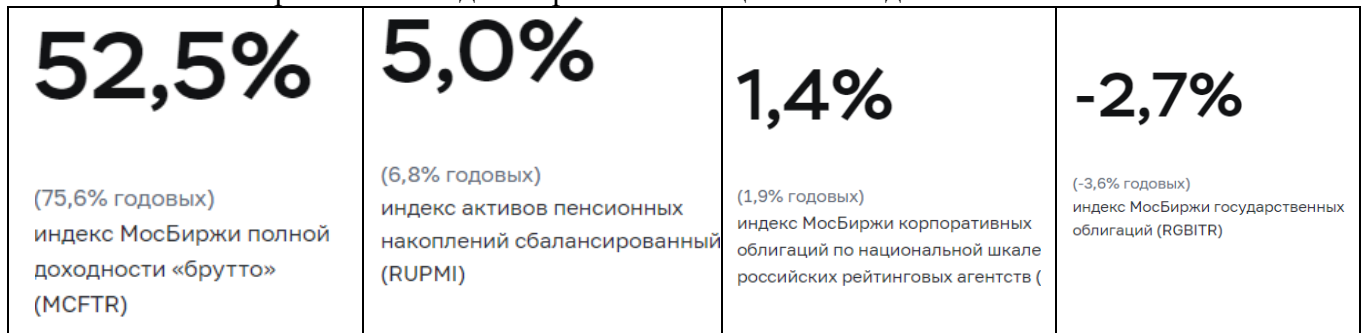 52,5%
(75,6% годовых)
индекс МосБиржи полной
доходности «брутто»
(MCFTR)
5,0%
(6,8% годовых)
индекс активов пенсионных
накоплений сбалансированный
(RUPMI)
1,4%
(1,9% годовых)
индекс МосБиржи корпоративных
облигаций по национальной шкале
российских рейтинговых агентств (
-2,7%
(-3,6% годовых)
индекс МосБиржи государственных
облигаций (RGBITR)